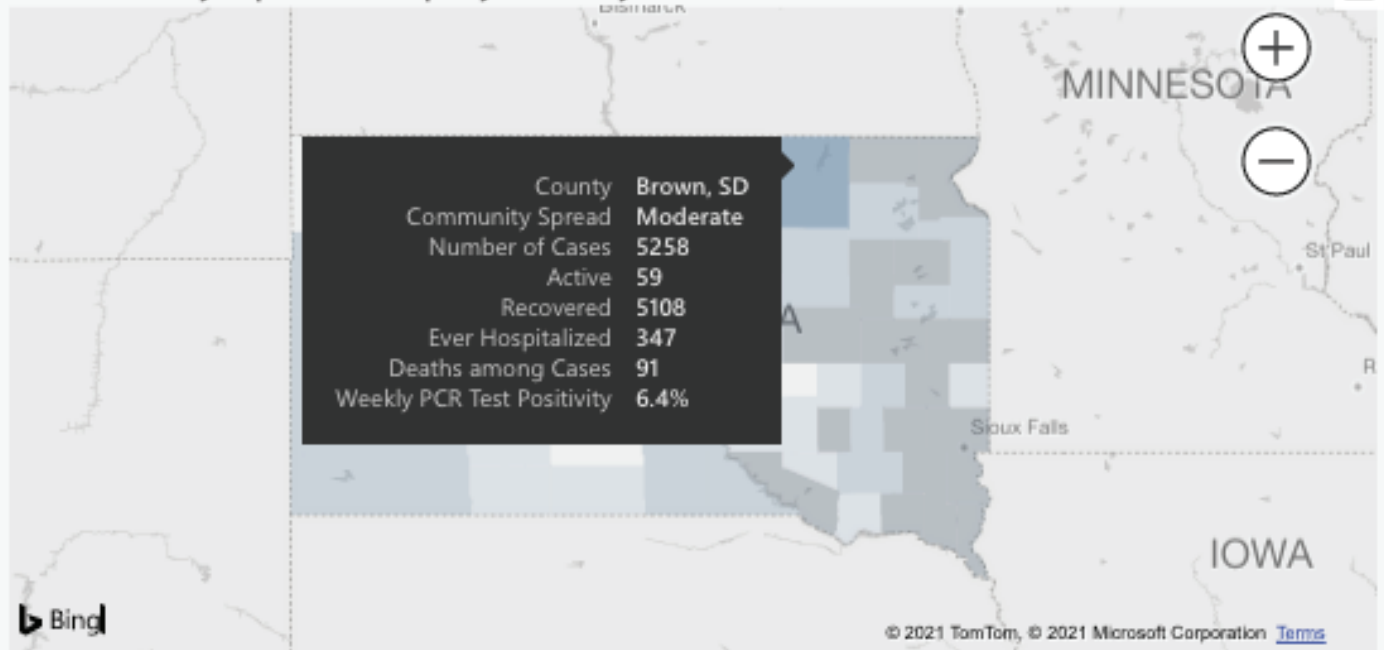 Bismarck
MINNESOTA
County Brown, SD
Community Spread Moderate
Number of Cases 5258
Active 59
Recovered 5108
Ever Hospitalized 347
Deaths among Cases 91
Weekly PCR Test Positivity 6.4%
St Paul
A
R
Sioux Falls
IOWA
Bing
© 2021 TomTom, © 2021 Microsoft Corporation Terms